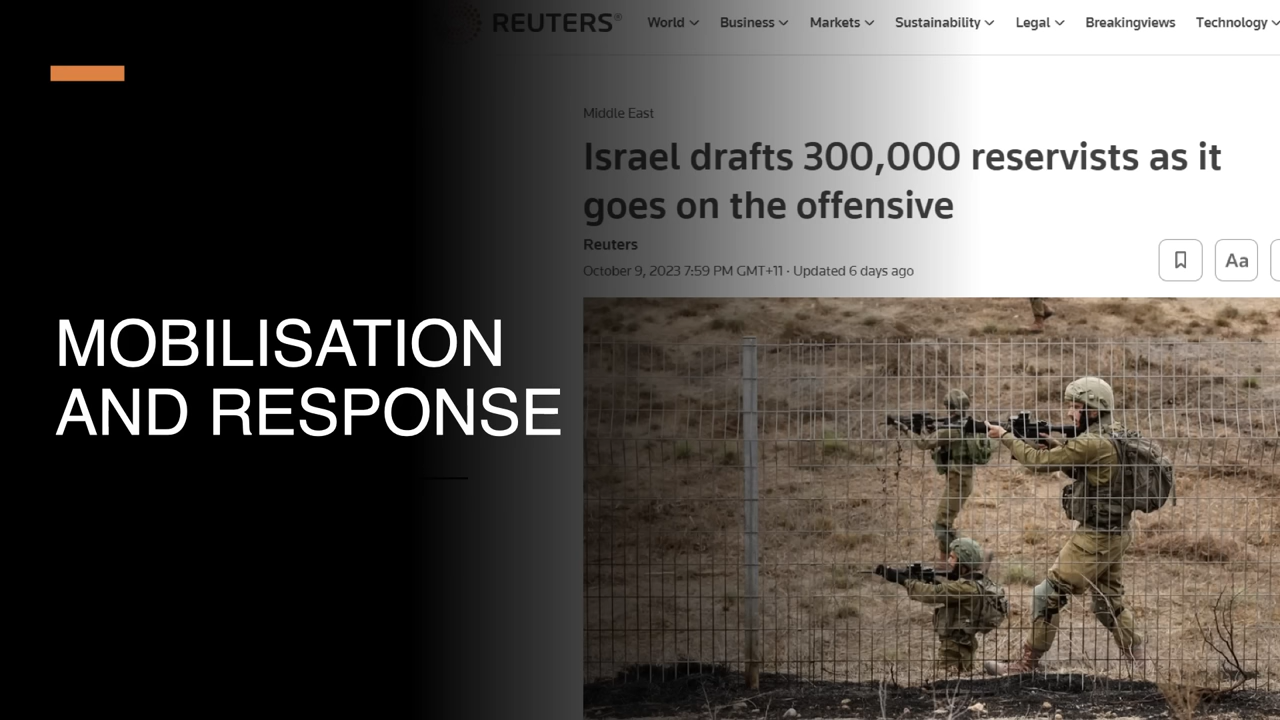 REUTERS®
World
Business
Markets
Sustainability
Legal
Breakingviews
Technology
Middle East
Israel drafts 300,000 reservists as it
goes on the offensive
Reuters
October 9, 2023 7:59 PM GMT+11 · Updated 6 days ago
Aa
MOBILISATION
AND RESPONSE